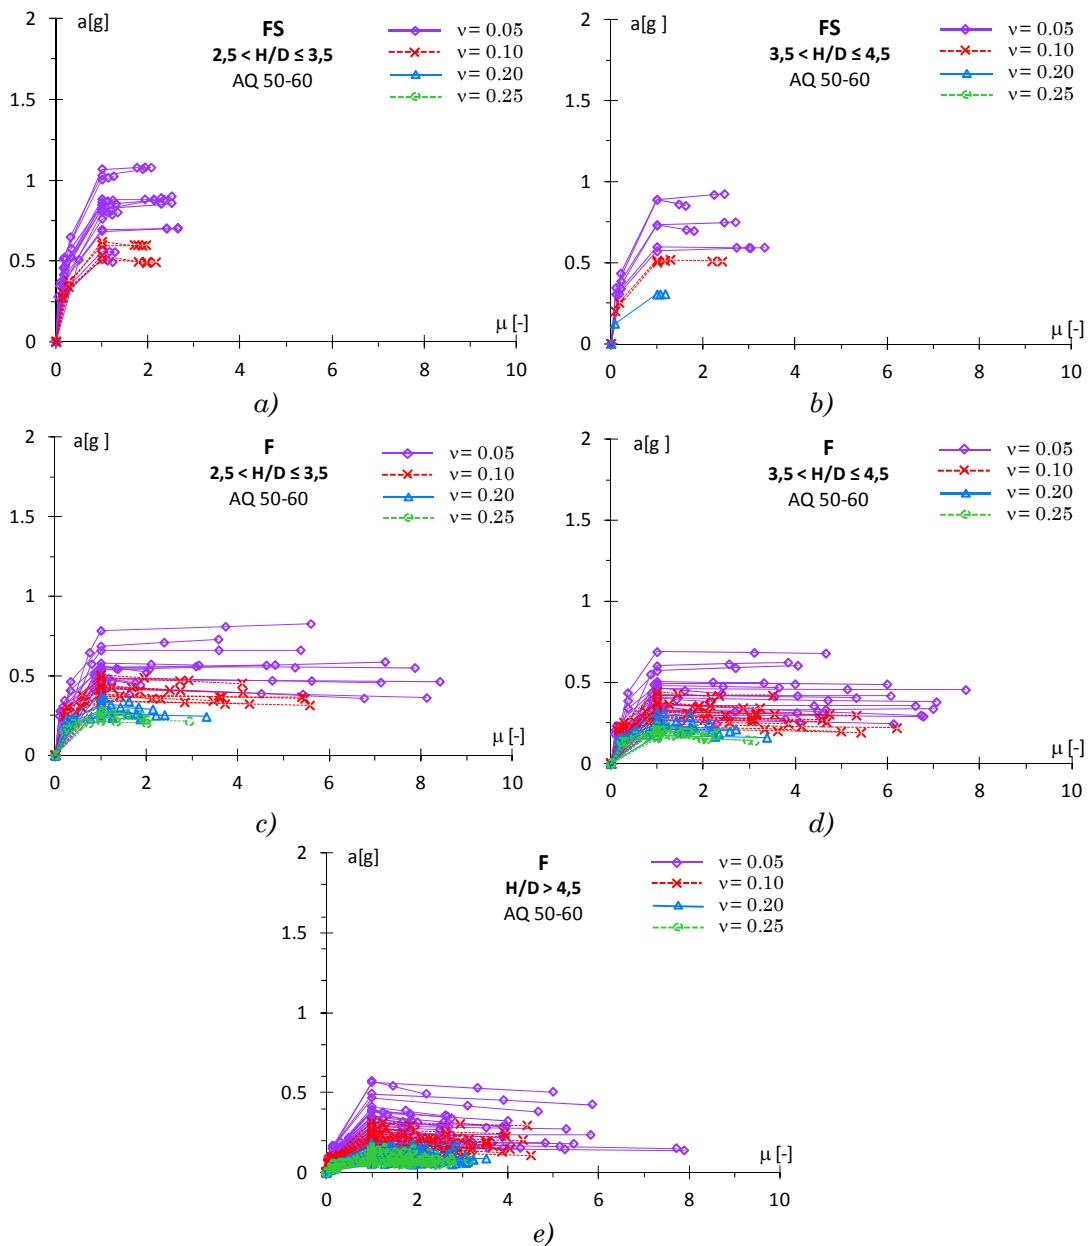 a[g]
FS
2,5 < H/D ≤ 3,5
AQ 50-60
ν = 0.05
ν = 0.10
ν = 0.20
ν = 0.25
2
1.5
1
0.5
0
μ [-]
0 2 4 6 8 10
a)
a[g ]
FS
3,5 < H/D ≤ 4,5
AQ 50-60
ν = 0.05
ν = 0.10
ν = 0.20
ν = 0.25
2
1.5
1
0.5
0
μ [-]
0 2 4 6 8 10
b)
a[g ]
F
2,5 < H/D ≤ 3,5
AQ 50-60
ν = 0.05
ν = 0.10
ν = 0.20
ν = 0.25
2
1.5
1
0.5
0
μ [-]
0 2 4 6 8 10
c)
a[g ]
F
3,5 < H/D ≤ 4,5
AQ 50-60
ν = 0.05
ν = 0.10
ν = 0.20
ν = 0.25
2
1.5
1
0.5
0
μ [-]
0 2 4 6 8 10
d)
a[g]
F
H/D > 4,5
AQ 50-60
ν = 0.05
ν = 0.10
ν = 0.20
ν = 0.25
2
1.5
1
0.5
0
μ [-]
0 2 4 6 8 10
e)